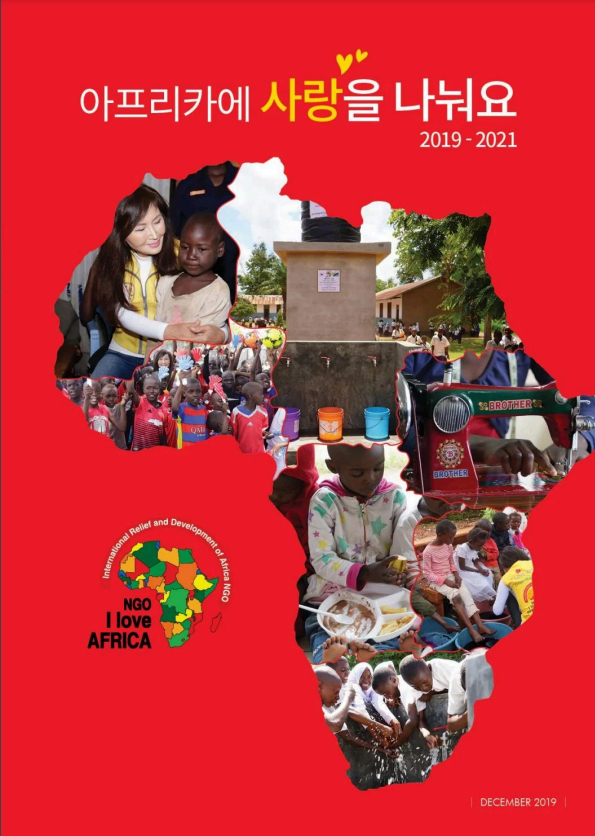 아프리카에 사랑을 나눠요
2019 - 2021
BROTHER
BROTHER
International Relief and Development of Africa NGO
NGO
I love
AFRICA
| DECEMBER 2019 |